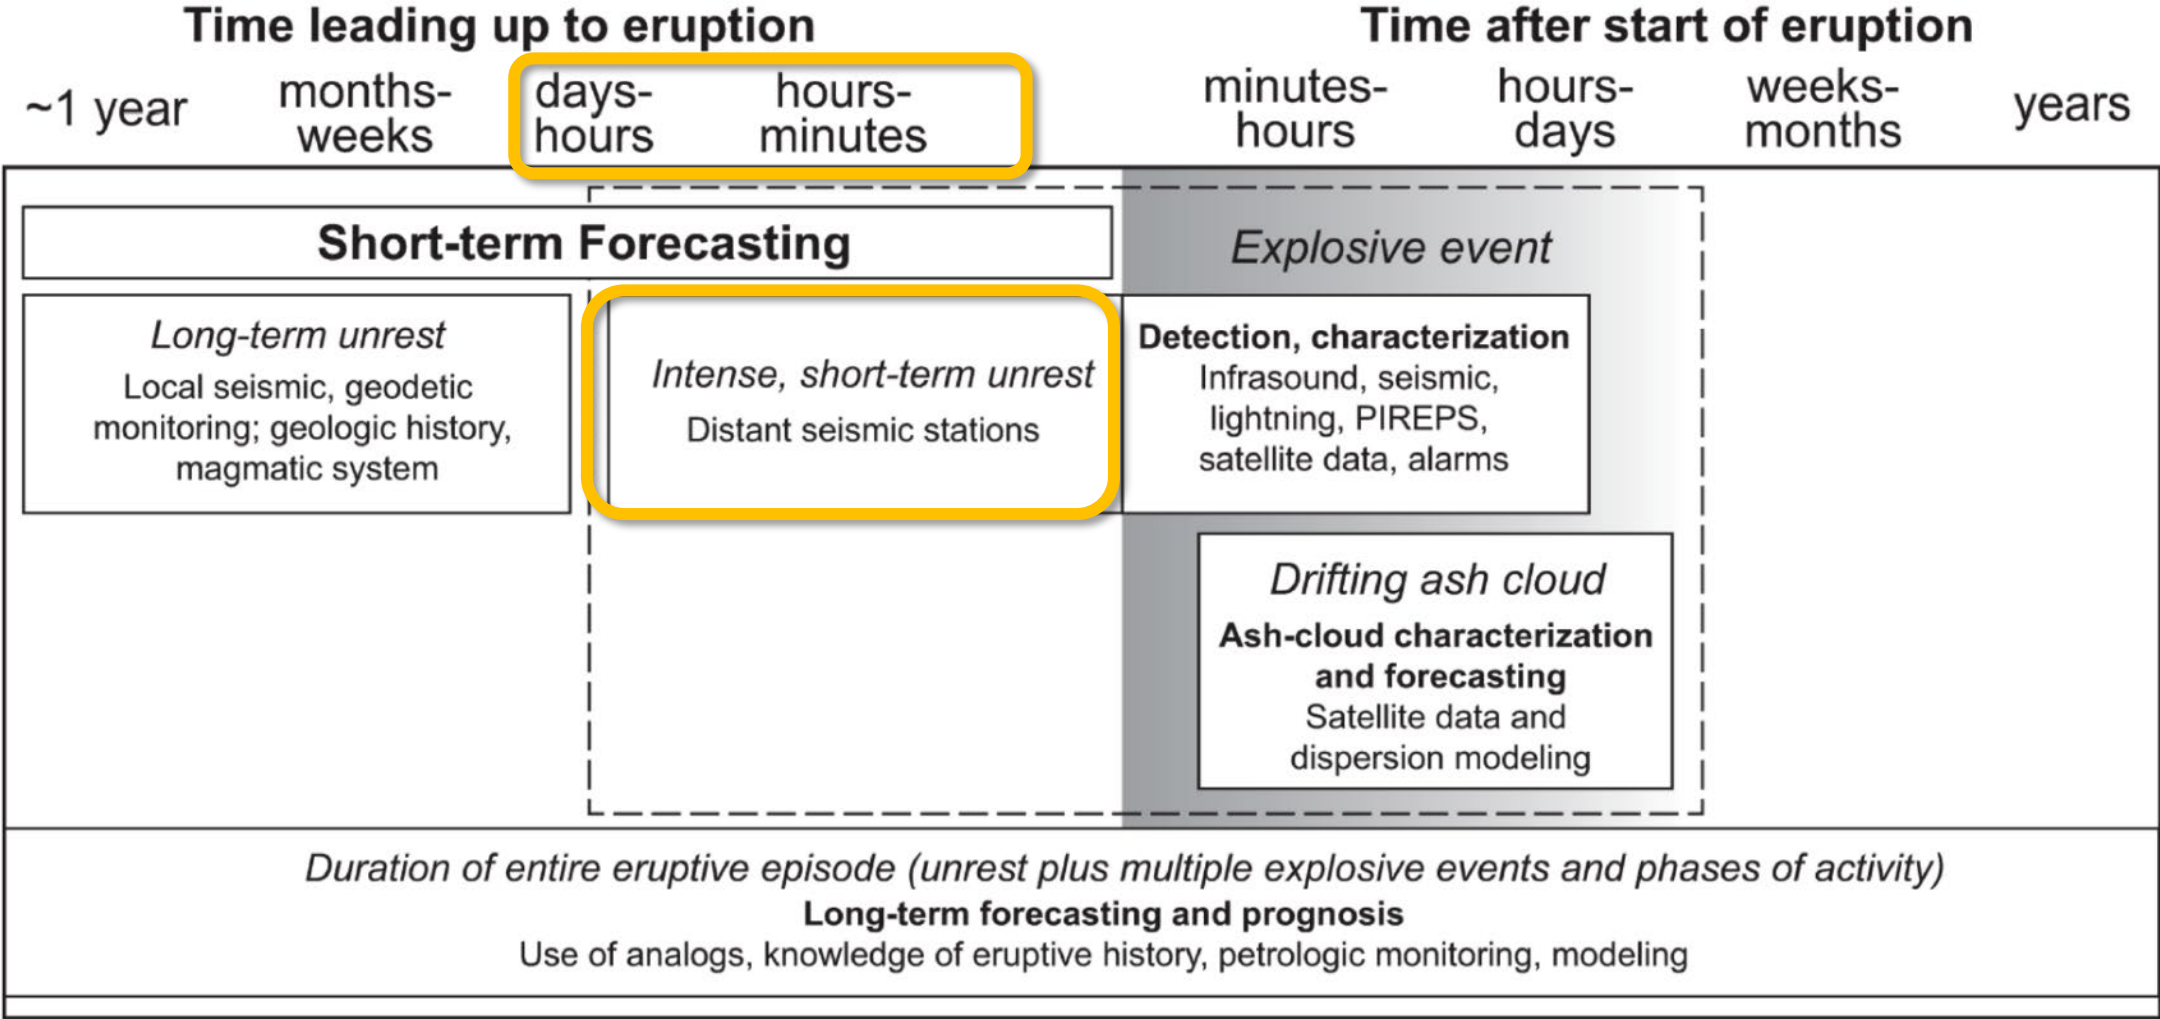 Time leading up to eruption
Time after start of eruption
~1 year
months-
weeks
days-
hours
hours-
minutes
minutes-
hours
hours-
days
weeks-
months
years
Short-term Forecasting
Explosive event
Long-term unrest
Local seismic, geodetic
monitoring; geologic history,
magmatic system
Intense, short-term unrest
Distant seismic stations
Detection, characterization
Infrasound, seismic,
lightning, PIREPS,
satellite data, alarms
Drifting ash cloud
Ash-cloud characterization
and forecasting
Satellite data and
dispersion modeling
Duration of entire eruptive episode (unrest plus multiple explosive events and phases of activity)
Long-term forecasting and prognosis
Use of analogs, knowledge of eruptive history, petrologic monitoring, modeling